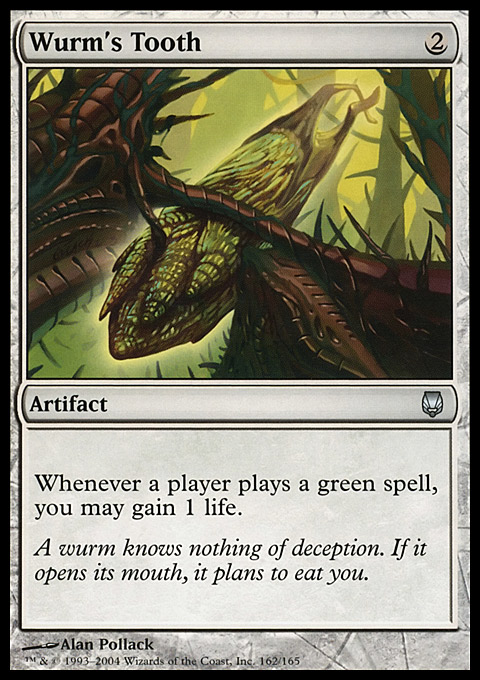 Wurm's Tooth 2
Artifact
Whenever a player plays a green spell,
you may gain 1 life.
A wurm knows nothing of deception. If it
opens its mouth, it plans to eat you.
Alan Pollack
™ & © 1993–2004 Wizards of the Coast, Inc. 162/165